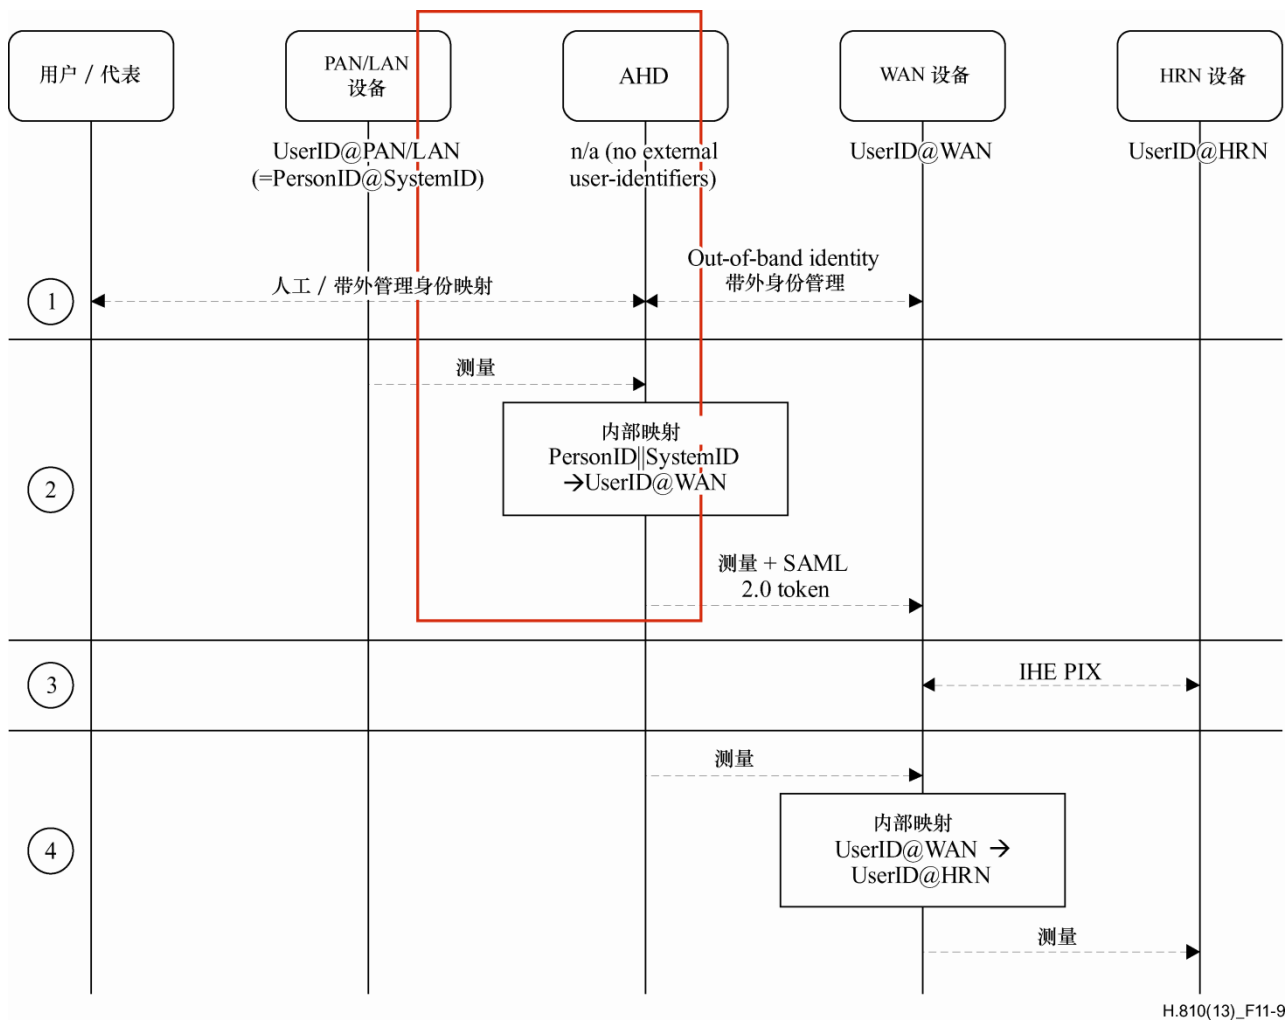 用户 / 代表
PAN/LAN
设备
AHD
WAN 设备
HRN 设备
UserID@PAN/LAN
(=PersonID@SystemID)
n/a (no external
user-identifiers)
UserID@WAN
UserID@HRN
1
人工 / 带外管理身份映射
Out-of-band identity
带外身份管理
2
测量
内部映射
PersonID||SystemID
→UserID@WAN
测量 + SAML
2.0 token
3
IHE PIX
4
测量
内部映射
UserID@WAN →
UserID@HRN
测量
H.810(13)_F11-9